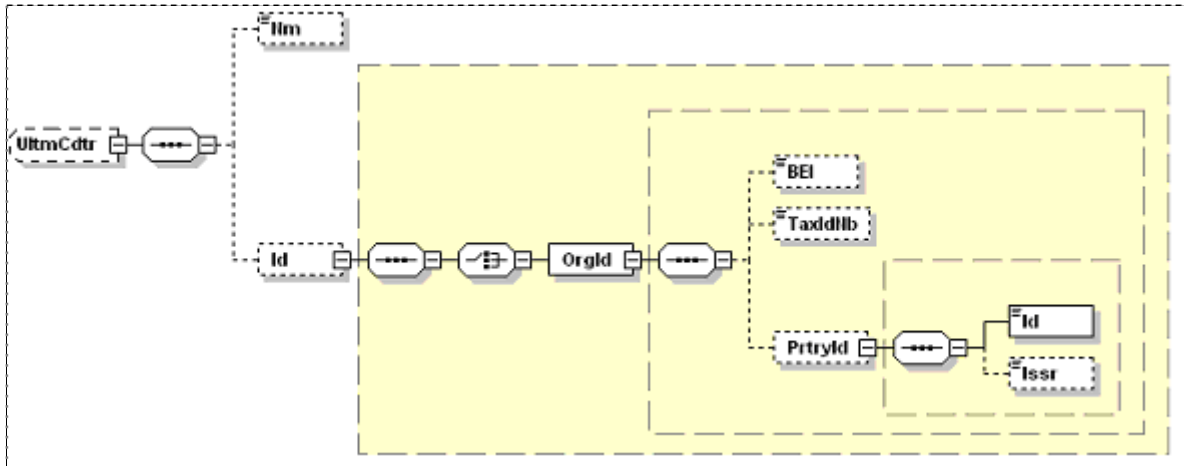 Nm
UltmCdtr
BEI
TaxIdNb
Id
OrgId
PrtryId
Id
Issr